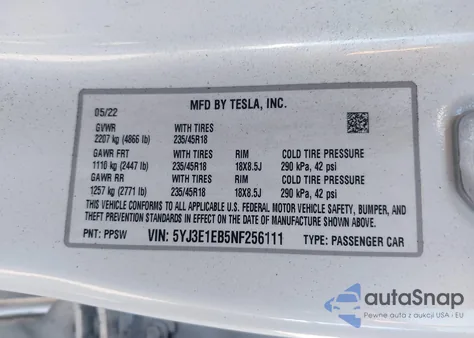 MFD BY TESLA, INC.
05/22
GVWR WITH TIRES
2207 kg (4866 lb) 235/45R18
GAWR FRT WITH TIRES RIM COLD TIRE PRESSURE
1110 kg (2447 lb) 235/45R18 18X8.5J 290 kPa, 42 psi
GAWR RR WITH TIRES RIM COLD TIRE PRESSURE
1257 kg (2771 lb) 235/45R18 18X8.5J 290 kPa, 42 psi
THIS VEHICLE CONFORMS TO ALL APPLICABLE U.S. FEDERAL MOTOR VEHICLE SAFETY, BUMPER, AND
THEFT PREVENTION STANDARDS IN EFFECT ON THE DATE OF MANUFACTURE SHOWN ABOVE.
PNT: PPSW VIN: 5YJ3E1EB5NF256111 TYPE: PASSENGER CAR
autoSnap
Pewne auta z aukcji USA i EU